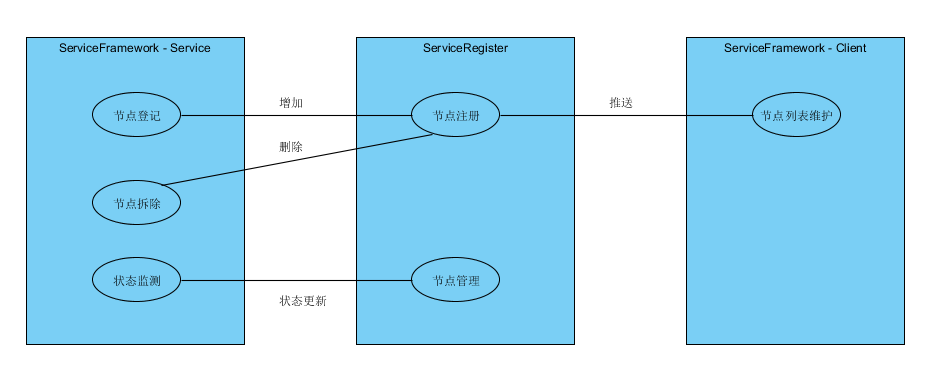 ServiceFramework - Service
ServiceRegister
ServiceFramework - Client
节点登记
增加
节点注册
推送
节点列表维护
删除
节点拆除
状态监测
状态更新
节点管理